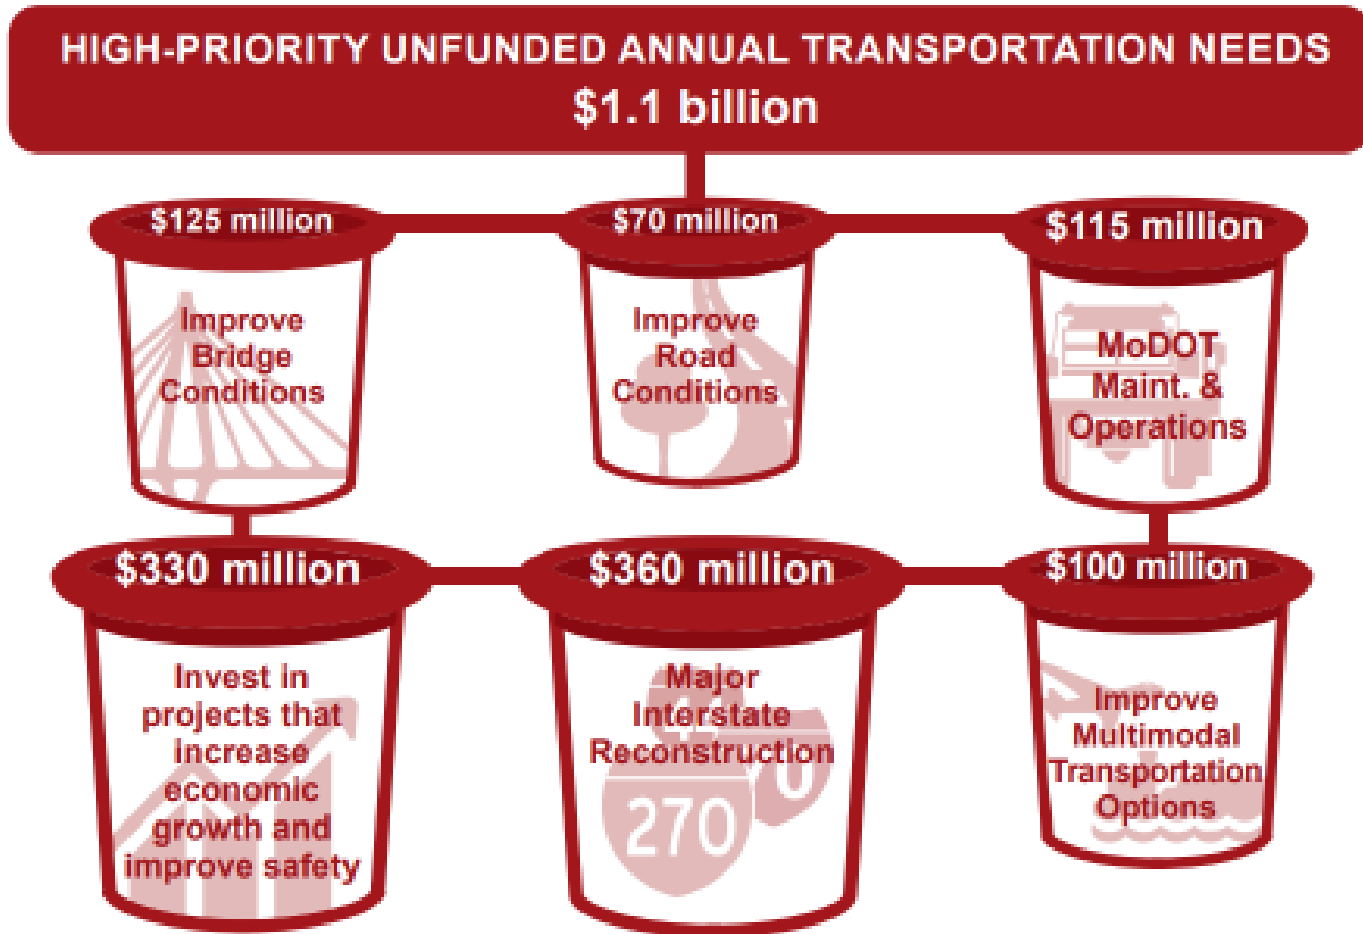 HIGH-PRIORITY UNFUNDED ANNUAL TRANSPORTATION NEEDS
$1.1 billion
$125 million
Improve
Bridge
Conditions
$70 million
Improve
Road
Conditions
$115 million
MoDOT
Maint. &
Operations
$330 million
Invest in
projects that
increase
economic
growth and
improve safety
$360 million
Major
Interstate
Reconstruction
44
270
$100 million
Improve
Multimodal
Transportation
Options